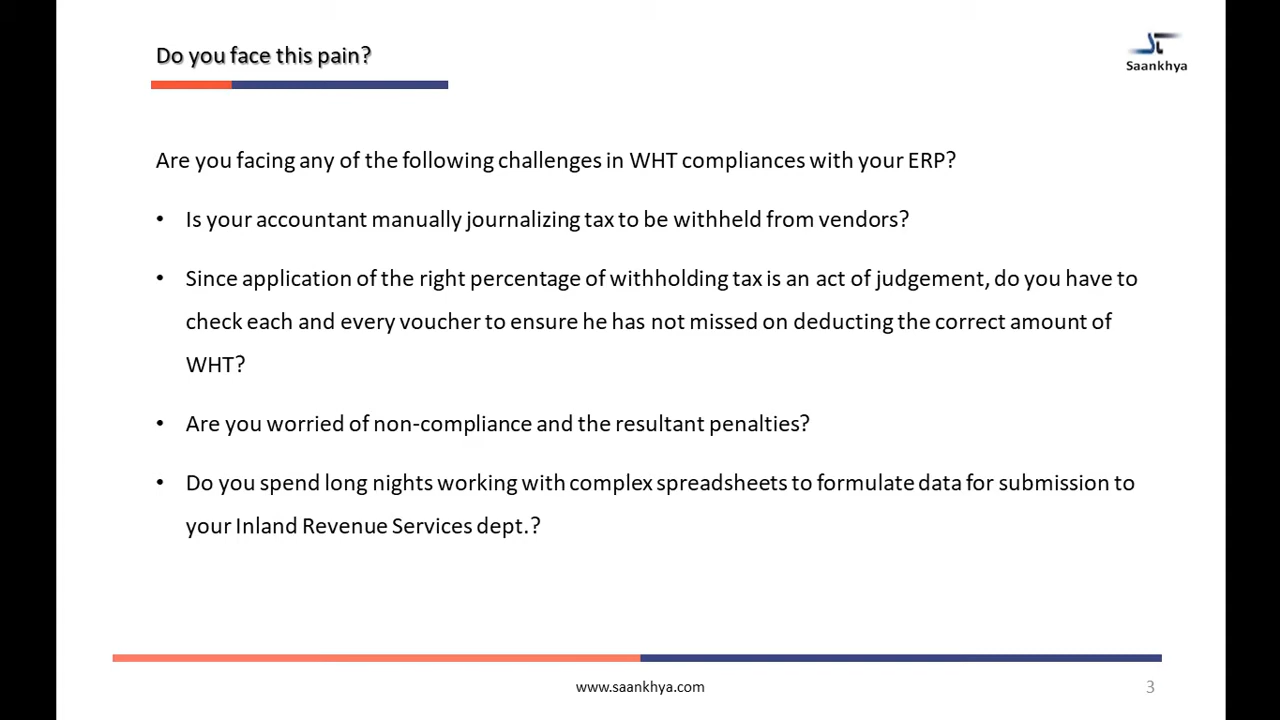 Do you face this pain?
Saankhya
Are you facing any of the following challenges in WHT compliances with your ERP?
• Is your accountant manually journalizing tax to be withheld from vendors?
• Since application of the right percentage of withholding tax is an act of judgement, do you have to
check each and every voucher to ensure he has not missed on deducting the correct amount of
WHT?
• Are you worried of non-compliance and the resultant penalties?
• Do you spend long nights working with complex spreadsheets to formulate data for submission to
your Inland Revenue Services dept.?
www.saankhya.com
3